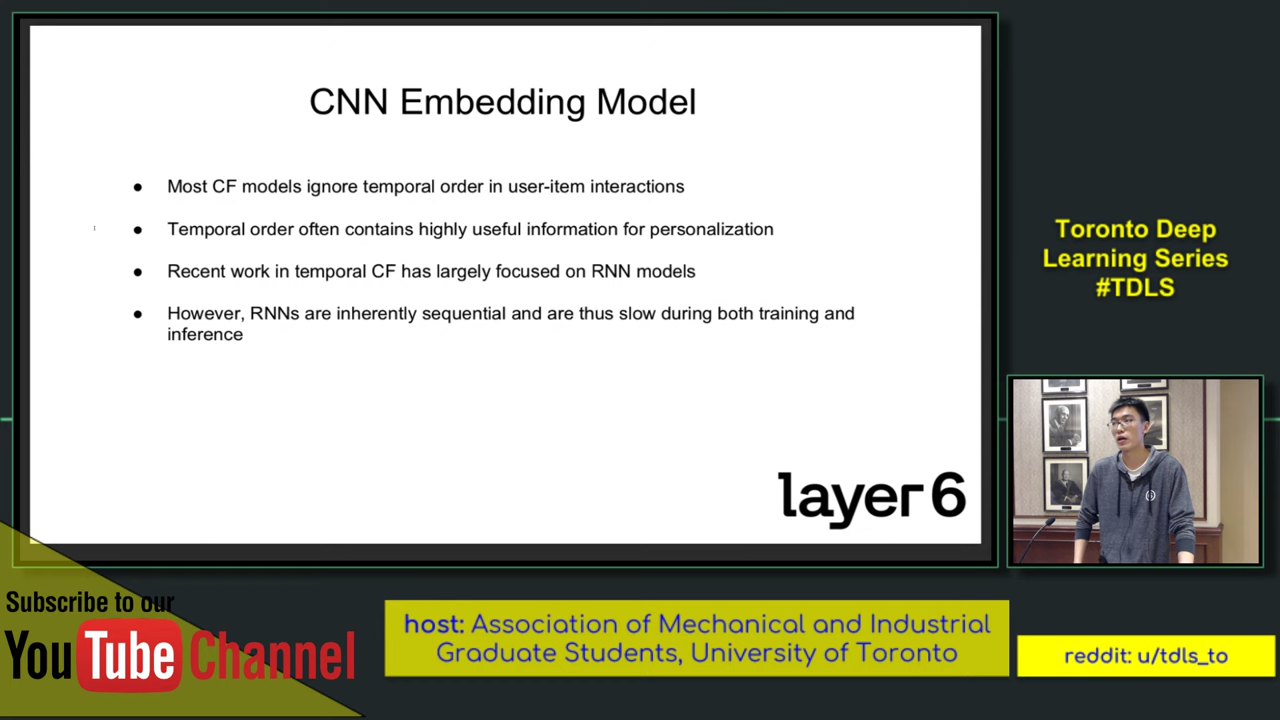 CNN Embedding Model
● Most CF models ignore temporal order in user-item interactions
● Temporal order often contains highly useful information for personalization
● Recent work in temporal CF has largely focused on RNN models
● However, RNNs are inherently sequential and are thus slow during both training and
inference
layer 6
Toronto Deep
Learning Series
#TDLS
Subscribe to our
YouTube Channel
host: Association of Mechanical and Industrial
Graduate Students, University of Toronto
reddit: u/tdls_to